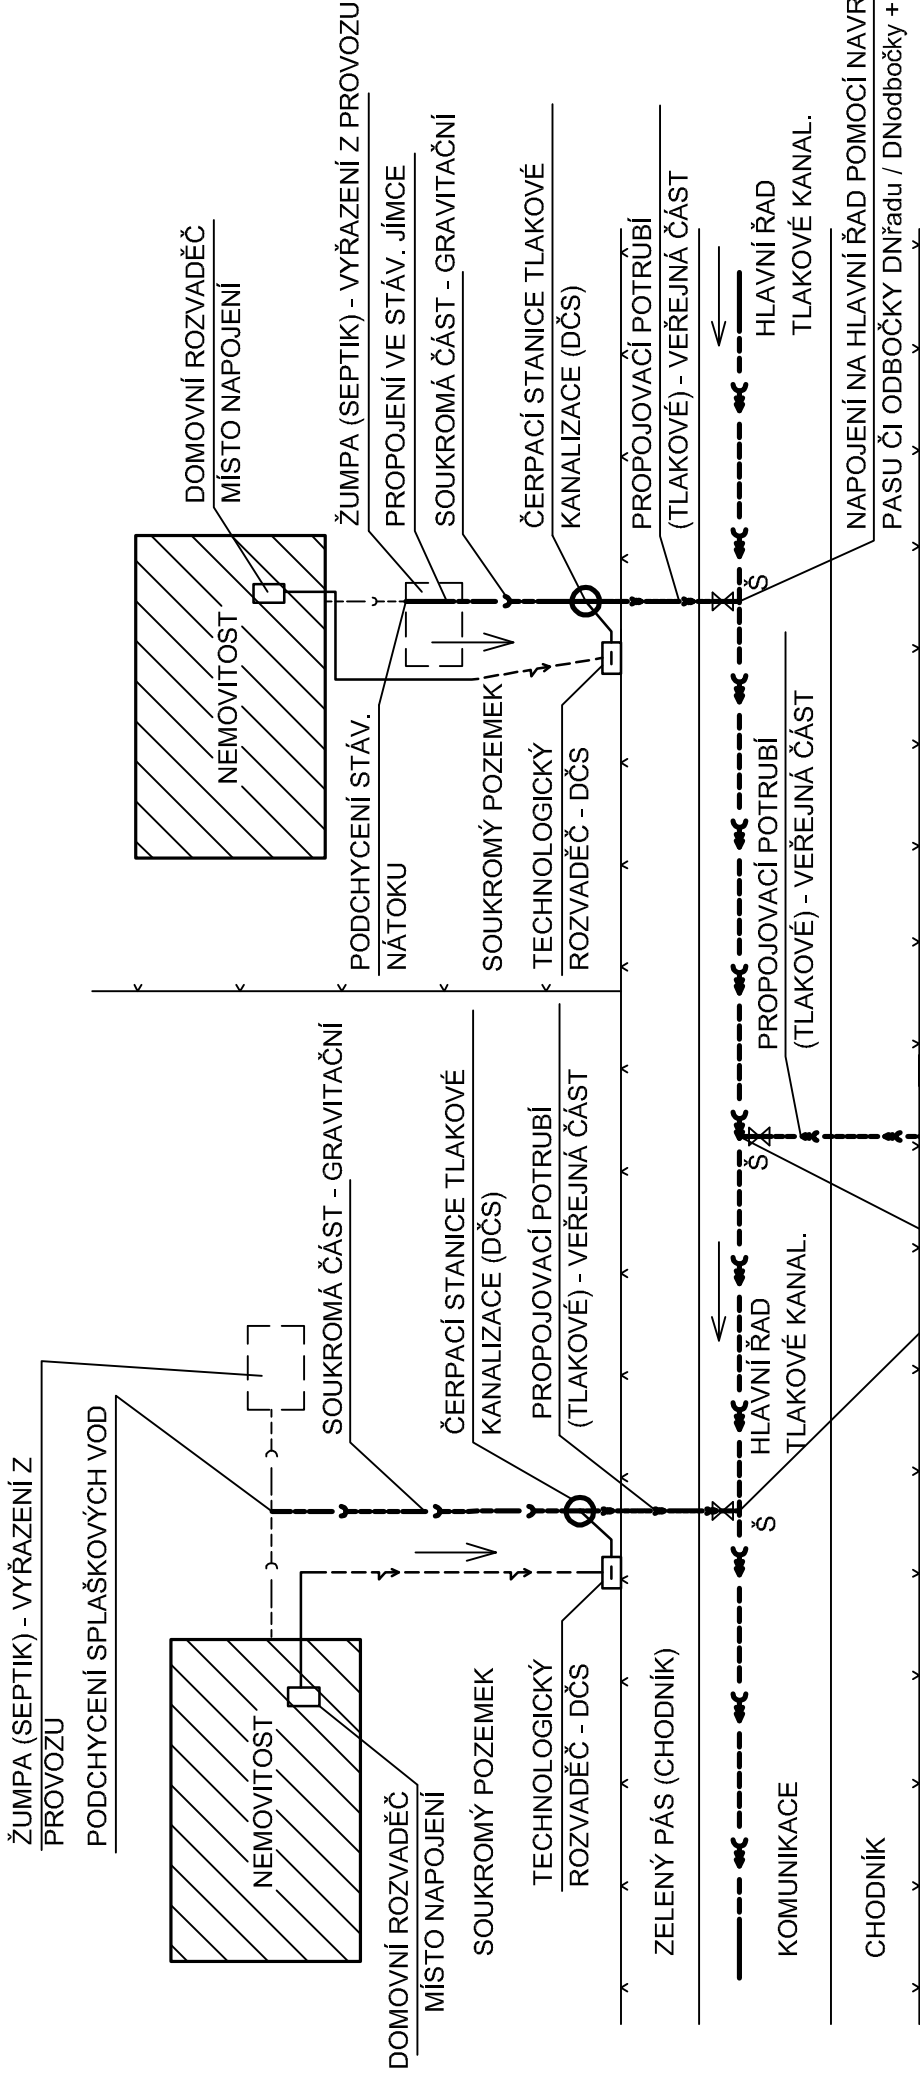 ŽUMPA (SEPTIK) - VYŘAZENÍ Z
PROVOZU
PODCHYCENÍ SPLAŠKOVÝCH VOD
NEMOVITOST
DOMOVNÍ ROZVADĚČ
MÍSTO NAPOJENÍ
SOUKROMÁ ČÁST - GRAVITAČNÍ
ČERPACÍ STANICE TLAKOVÉ
KANALIZACE (DČS)
PROPOJOVACÍ POTRUBÍ
(TLAKOVÉ) - VEŘEJNÁ ČÁST
SOUKROMÝ POZEMEK
TECHNOLOGICKÝ
ROZVADĚČ - DČS
DOMOVNÍ ROZVADĚČ
MÍSTO NAPOJENÍ
NEMOVITOST
ŽUMPA (SEPTIK) - VYŘAZENÍ Z PROVOZU
PROPOJENÍ VE STÁV. JÍMCE
SOUKROMÁ ČÁST - GRAVITAČNÍ
PODCHYCENÍ STÁV.
NÁTOKU
ČERPACÍ STANICE TLAKOVÉ
KANALIZACE (DČS)
SOUKROMÝ POZEMEK
TECHNOLOGICKÝ
ROZVADĚČ - DČS
PROPOJOVACÍ POTRUBÍ
(TLAKOVÉ) - VEŘEJNÁ ČÁST
ZELENÝ PÁS (CHODNÍK)
Š
Š
Š
HLAVNÍ ŘAD
TLAKOVÉ KANAL.
HLAVNÍ ŘAD
TLAKOVÉ KANAL.
PROPOJOVACÍ POTRUBÍ
(TLAKOVÉ) - VEŘEJNÁ ČÁST
KOMUNIKACE
CHODNÍK
NAPOJENÍ NA HLAVNÍ ŘAD POMOCÍ NAVR
PASU ČI ODBOČKY DNřadu / DNodbočky +